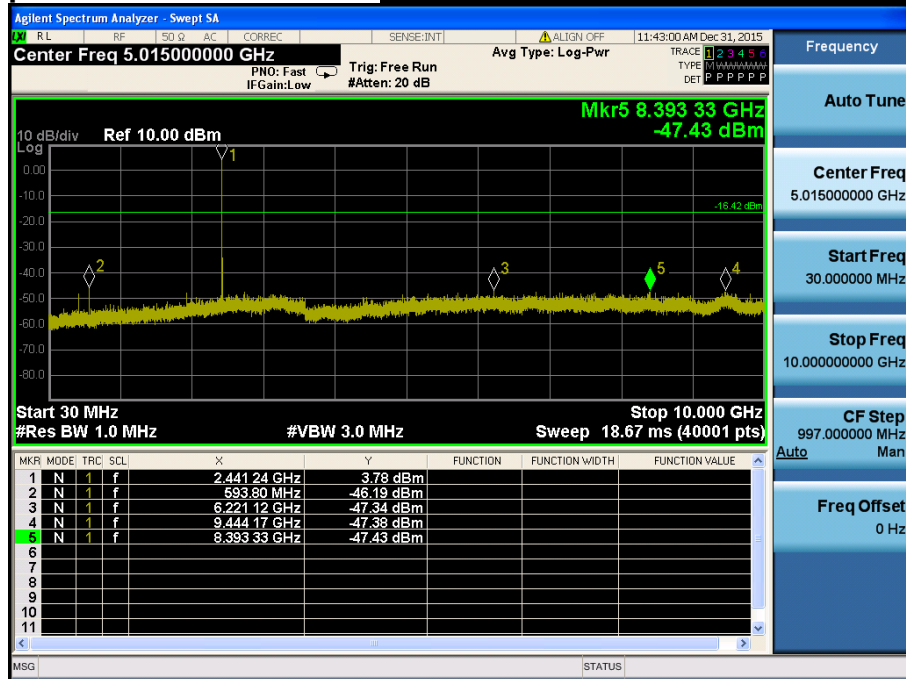 Agilent Spectrum Analyzer - Swept SA
LXI RL RF 50 Ω AC CORREC SENSE:INT ALIGN OFF 11:43:00 AM Dec 31, 2015
Center Freq 5.015000000 GHz
PNO: Fast
IFGain:Low
Trig: Free Run
#Atten: 20 dB
Avg Type: Log-Pwr
TRACE 1 2 3 4 5 6
TYPE M WWWWW
DET P P P P P P
Mkr5 8.393 33 GHz
-47.43 dBm
10 dB/div Ref 10.00 dBm
Log
1
0.00
-10.0
-16.42 dBm
-20.0
-30.0
-40.0
2
3
5
4
-50.0
-60.0
-70.0
-80.0
Start 30 MHz Stop 10.000 GHz
#Res BW 1.0 MHz #VBW 3.0 MHz Sweep 18.67 ms (40001 pts)
MKR MODE TRC SCL X Y FUNCTION FUNCTION WIDTH FUNCTION VALUE
1 N 1 f 2.441 24 GHz 3.78 dBm
2 N 1 f 593.80 MHz -46.19 dBm
3 N 1 f 6.221 12 GHz -47.34 dBm
4 N 1 f 9.444 17 GHz -47.38 dBm
5 N 1 f 8.393 33 GHz -47.43 dBm
6
7
8
9
10
11
MSG STATUS
Frequency
Auto Tune
Center Freq
5.015000000 GHz
Start Freq
30.000000 MHz
Stop Freq
10.000000000 GHz
CF Step
997.000000 MHz
Auto Man
Freq Offset
0 Hz